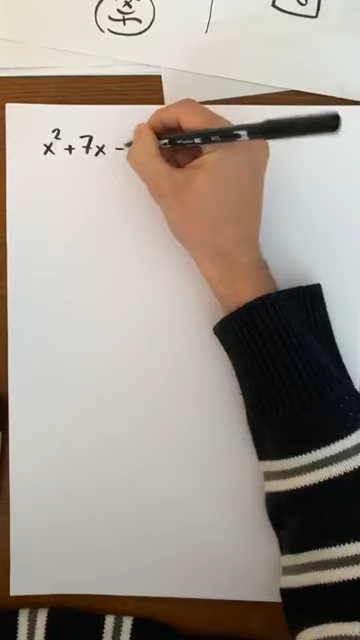 f(x)
x² + 7x -